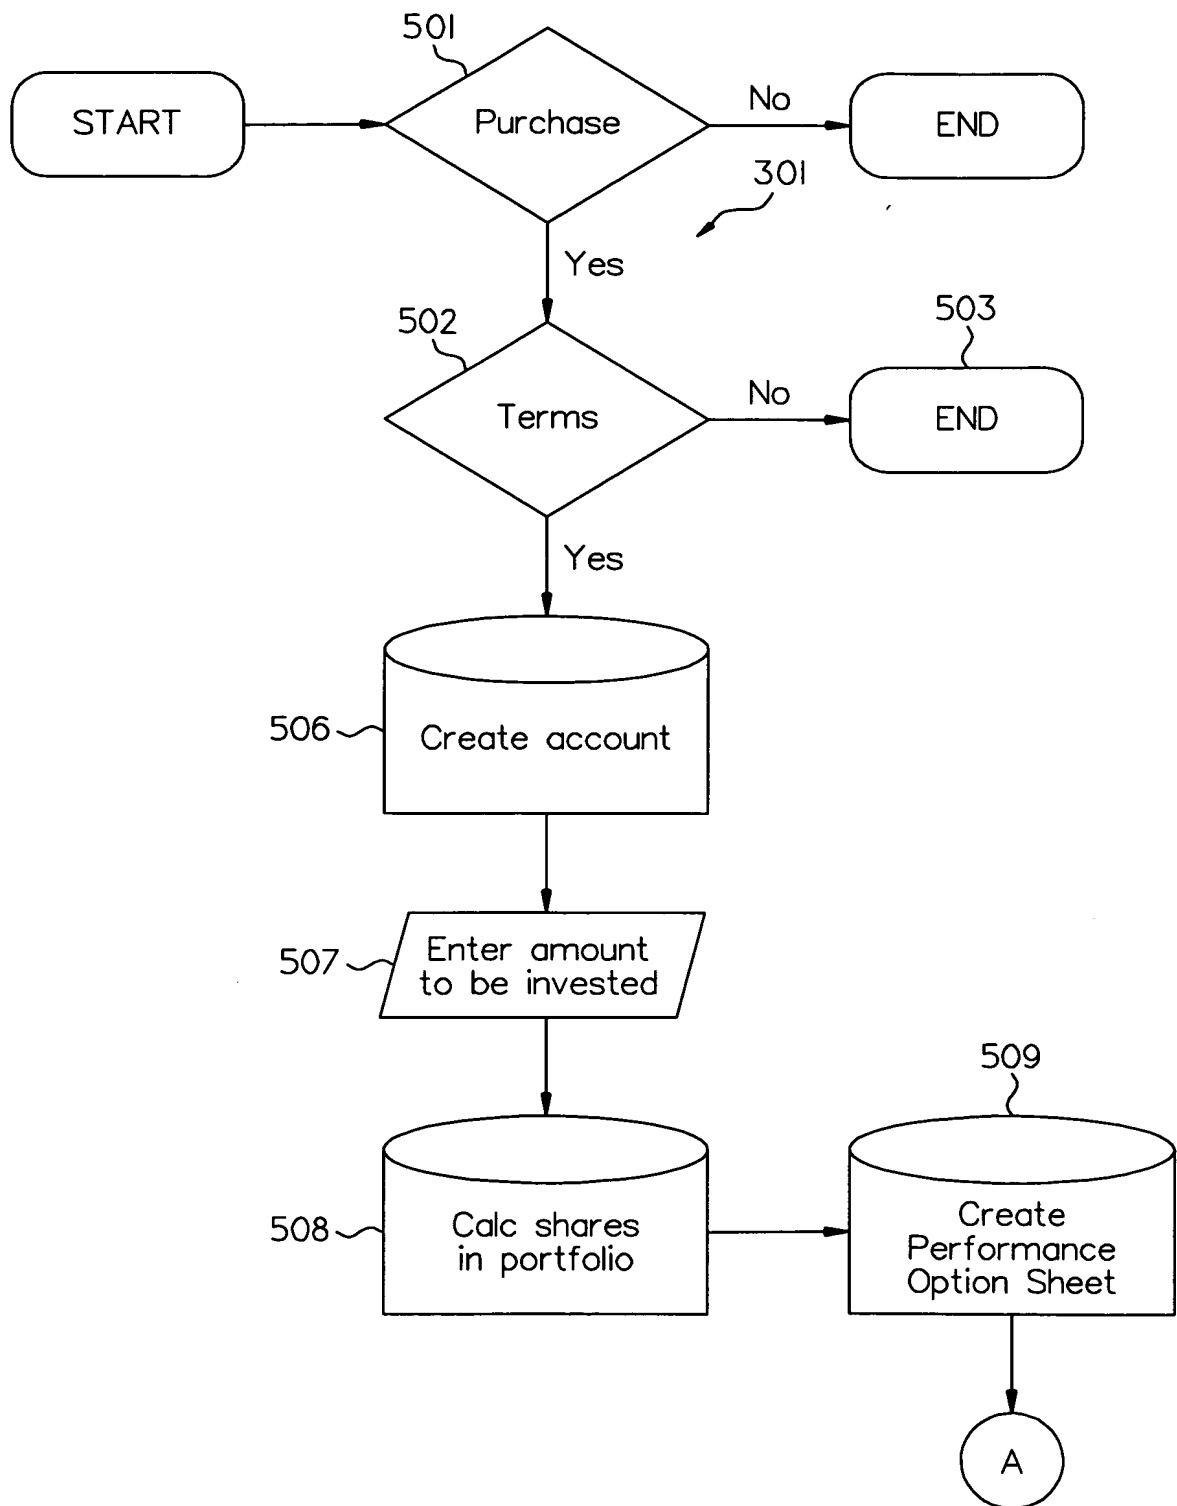 501
START
Purchase
No
END
301
Yes
502
503
Terms
No
END
Yes
506
Create account
507
Enter amount
to be invested
509
508
Calc shares
in portfolio
Create
Performance
Option Sheet
A